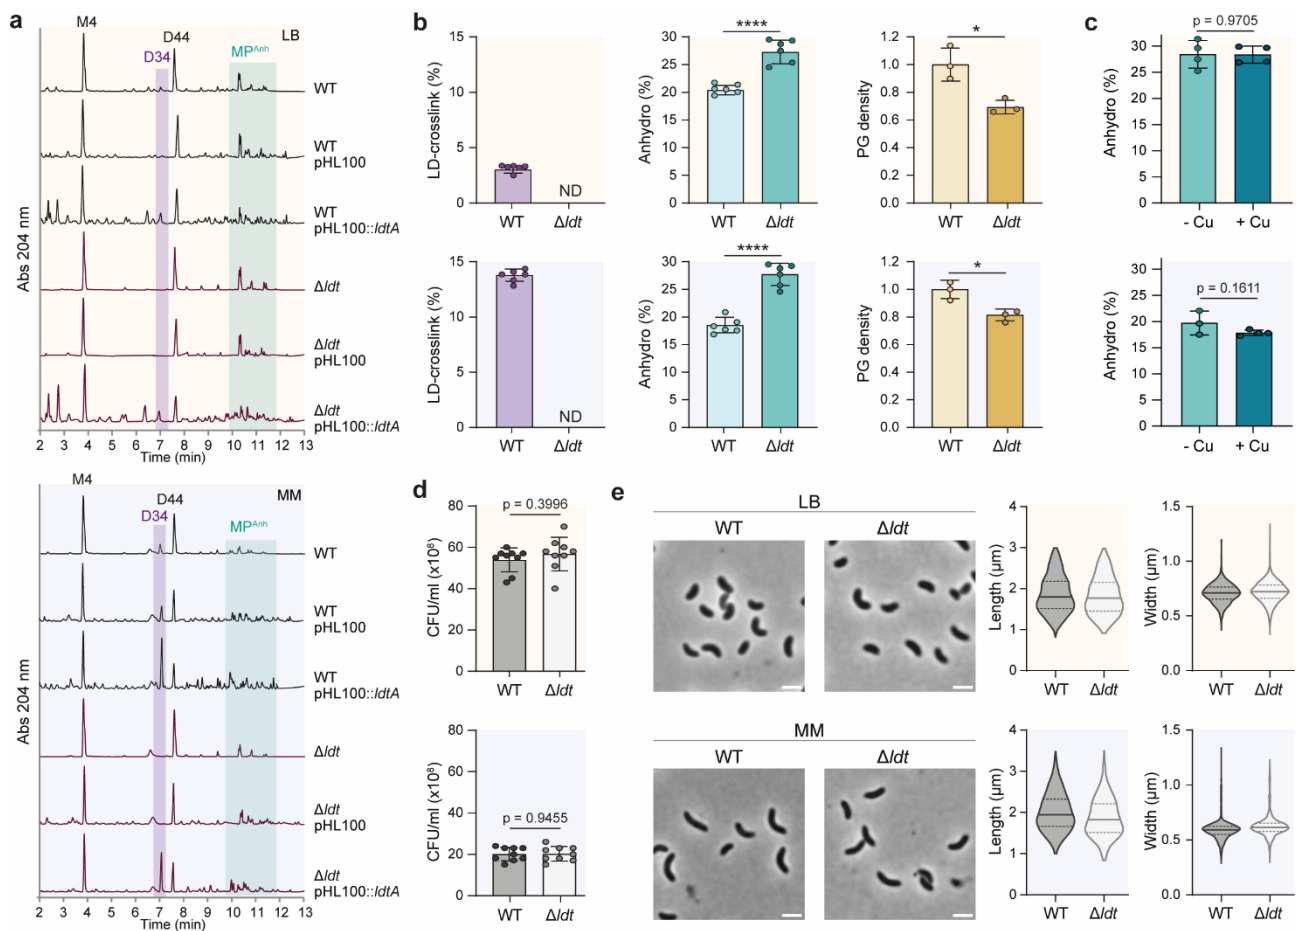 a
M4
D44
LB
D34
MP^Anh
WT
WT
pHL100
WT
pHL100::ldtA
Δldt
Δldt
pHL100
Δldt
pHL100::ldtA
Abs 204 nm
2 3 4 5 6 7 8 9 10 11 12 13
Time (min)
M4
D44
MM
D34
MP^Anh
WT
WT
pHL100
WT
pHL100::ldtA
Δldt
Δldt
pHL100
Δldt
pHL100::ldtA
Abs 204 nm
2 3 4 5 6 7 8 9 10 11 12 13
Time (min)
b
LD-crosslink (%)
15
10
5
0
ND
WT Δldt
Anhydro (%)
****
30
25
20
15
10
5
0
WT Δldt
PG density
*
1.2
1.0
0.8
0.6
0.4
0.2
0.0
WT Δldt
LD-crosslink (%)
15
10
5
0
ND
WT Δldt
Anhydro (%)
****
30
25
20
15
10
5
0
WT Δldt
PG density
*
1.2
1.0
0.8
0.6
0.4
0.2
0.0
WT Δldt
c
p = 0.9705
Anhydro (%)
30
25
20
15
10
5
0
- Cu + Cu
p = 0.1611
Anhydro (%)
30
25
20
15
10
5
0
- Cu + Cu
d
p = 0.3996
CFU/ml (x10⁸)
80
60
40
20
0
WT Δldt
p = 0.9455
CFU/ml (x10⁸)
80
60
40
20
0
WT Δldt
e
LB
WT Δldt
Length (µm)
4
3
2
1
0
WT Δldt
Width (µm)
1.5
1.0
0.5
0.0
WT Δldt
MM
WT Δldt
Length (µm)
4
3
2
1
0
WT Δldt
Width (µm)
1.5
1.0
0.5
0.0
WT Δldt